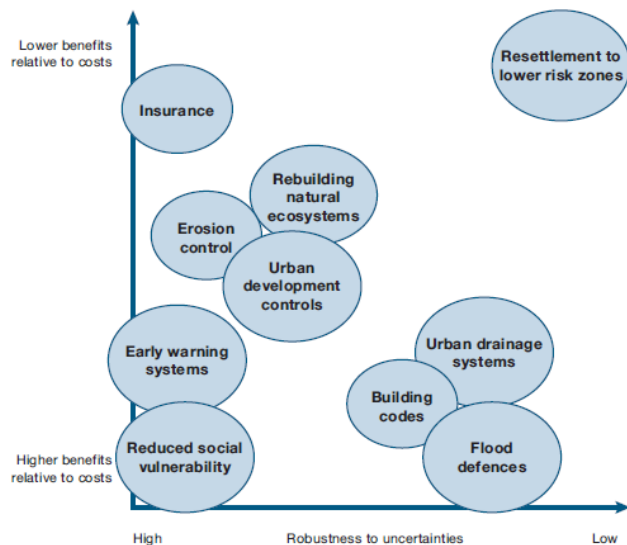 Lower benefits
relative to costs
Resettlement to
lower risk zones
Insurance
Rebuilding
natural
ecosystems
Erosion
control
Urban
development
controls
Early warning
systems
Urban drainage
systems
Building
codes
Reduced social
vulnerability
Flood
defences
Higher benefits
relative to costs
High
Robustness to uncertainties
Low